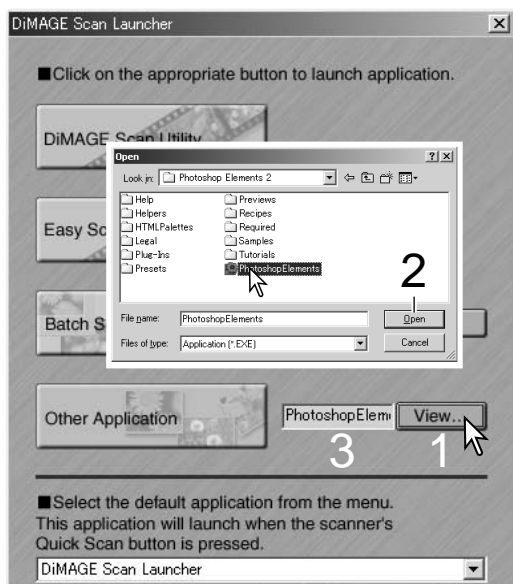 DiMAGE Scan Launcher
■Click on the appropriate button to launch application.
DiMAGE Scan Utility
Open
Look in: Photoshop Elements 2
Help
Helpers
HTMLPalettes
Legal
Plug-Ins
Presets
Previews
Recipes
Required
Samples
Tutorials
PhotoshopElements
2
File name: PhotoshopElements Open
Files of type: Application (*.EXE) Cancel
Easy Sc
Batch S
Other Application PhotoshopElem View...
3 1
■Select the default application from the menu.
This application will launch when the scanner's
Quick Scan button is pressed.
DiMAGE Scan Launcher